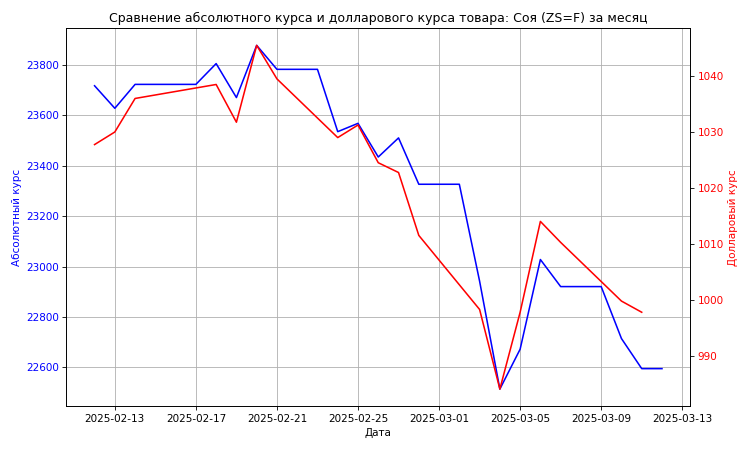 Сравнение абсолютного курса и долларового курса товара: Соя (ZS=F) за месяц
Абсолютный курс
23800
23600
23400
23200
23000
22800
22600
1040
1030
1020
1010
1000
990
Долларовый курс
2025-02-13 2025-02-17 2025-02-21 2025-02-25 2025-03-01 2025-03-05 2025-03-09 2025-03-13
Дата